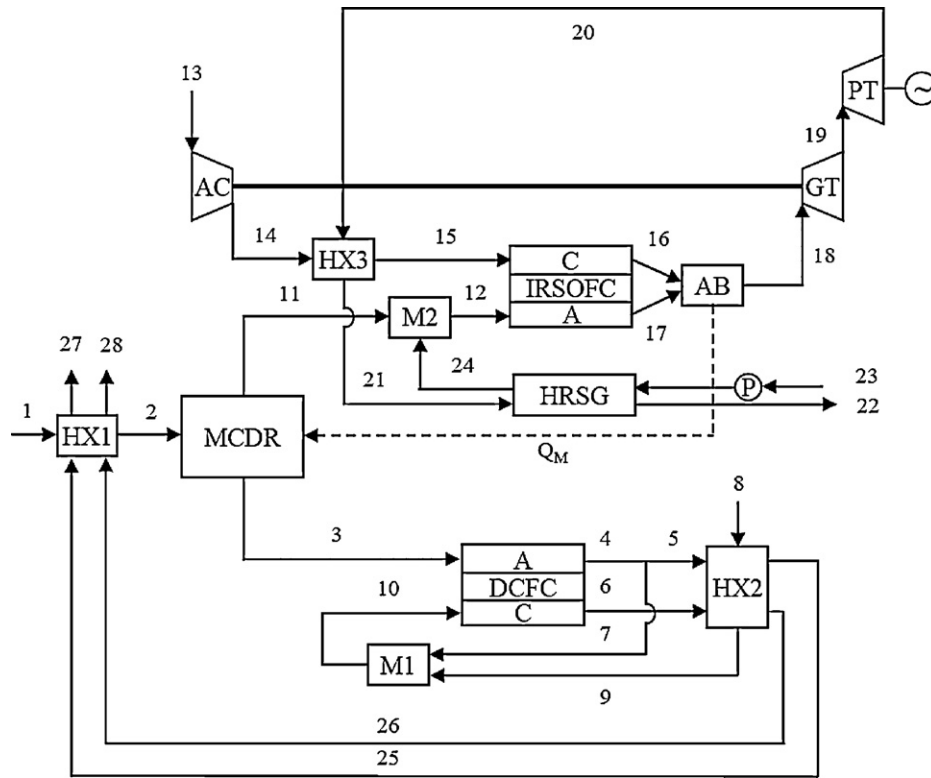 20
13
PT
19
AC
GT
14
15
16
18
HX3
C
IRSOFC
A
AB
11
12
M2
17
27
28
24
23
21
HRSG
P
22
1
2
HX1
MCDR
Q_M
8
3
4
5
A
DCFC
C
6
HX2
10
7
M1
9
26
25
~